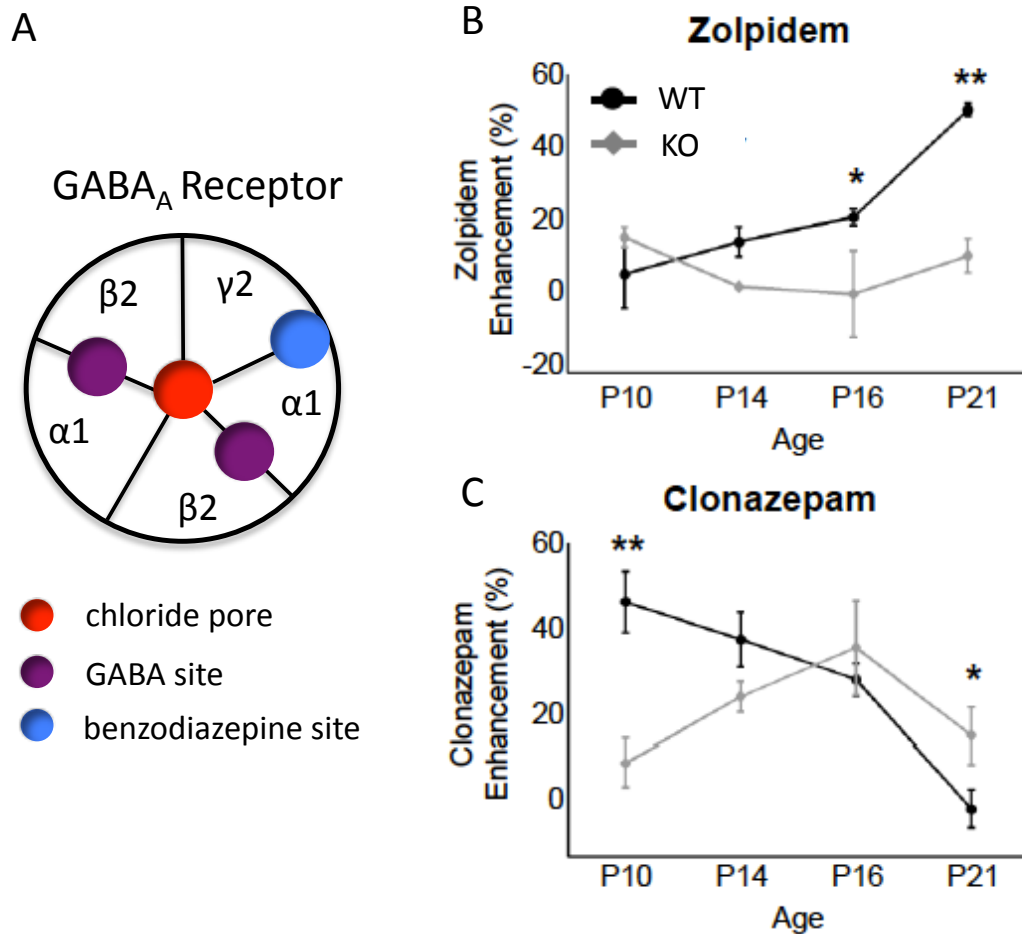 A
GABA_A Receptor
β2
γ2
α1
α1
β2
chloride pore
GABA site
benzodiazepine site
B
Zolpidem
Zolpidem
Enhancement (%)
60
40
20
0
-20
WT
KO
*
**
P10 P14 P16 P21
Age
C
Clonazepam
Clonazepam
Enhancement (%)
60
40
20
0
**
*
P10 P14 P16 P21
Age